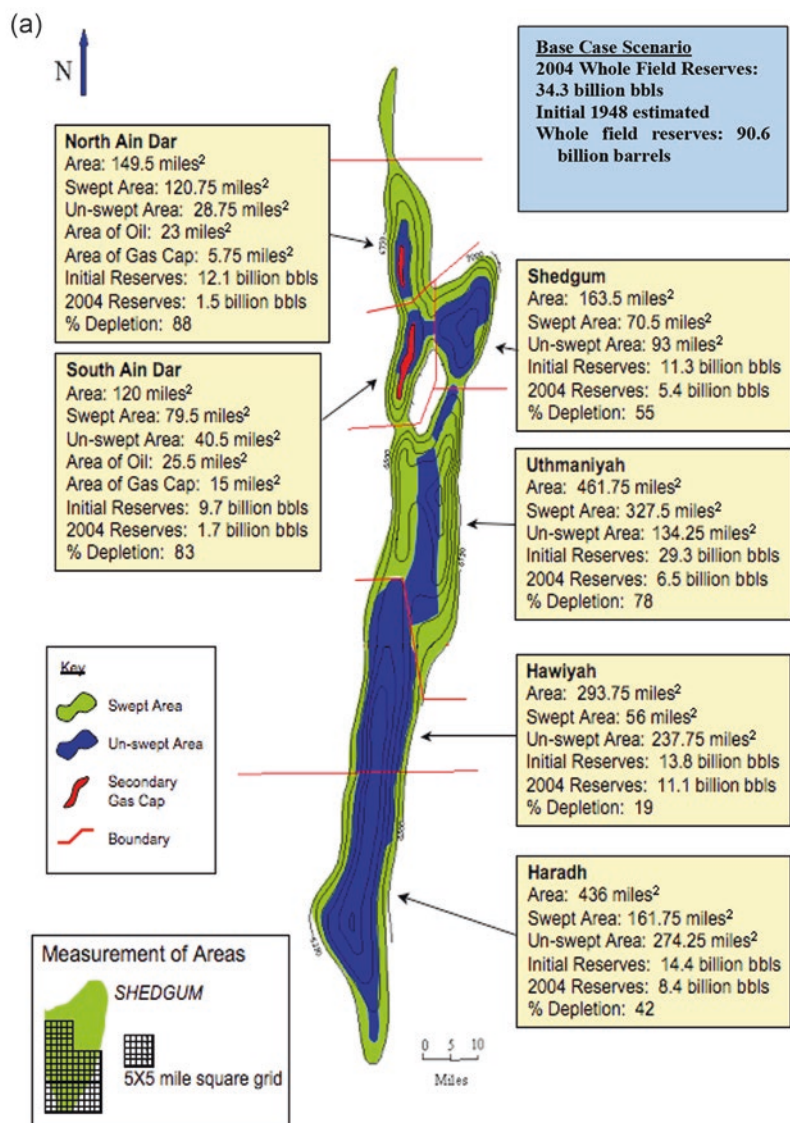 (a)
N
Base Case Scenario
2004 Whole Field Reserves:
34.3 billion bbls
Initial 1948 estimated
Whole field reserves: 90.6
billion barrels
North Ain Dar
Area: 149.5 miles²
Swept Area: 120.75 miles²
Un-swept Area: 28.75 miles²
Area of Oil: 23 miles²
Area of Gas Cap: 5.75 miles²
Initial Reserves: 12.1 billion bbls
2004 Reserves: 1.5 billion bbls
% Depletion: 88
South Ain Dar
Area: 120 miles²
Swept Area: 79.5 miles²
Un-swept Area: 40.5 miles²
Area of Oil: 25.5 miles²
Area of Gas Cap: 15 miles²
Initial Reserves: 9.7 billion bbls
2004 Reserves: 1.7 billion bbls
% Depletion: 83
Shedgum
Area: 163.5 miles²
Swept Area: 70.5 miles²
Un-swept Area: 93 miles²
Initial Reserves: 11.3 billion bbls
2004 Reserves: 5.4 billion bbls
% Depletion: 55
Uthmaniyah
Area: 461.75 miles²
Swept Area: 327.5 miles²
Un-swept Area: 134.25 miles²
Initial Reserves: 29.3 billion bbls
2004 Reserves: 6.5 billion bbls
% Depletion: 78
Hawiyah
Area: 293.75 miles²
Swept Area: 56 miles²
Un-swept Area: 237.75 miles²
Initial Reserves: 13.8 billion bbls
2004 Reserves: 11.1 billion bbls
% Depletion: 19
Haradh
Area: 436 miles²
Swept Area: 161.75 miles²
Un-swept Area: 274.25 miles²
Initial Reserves: 14.4 billion bbls
2004 Reserves: 8.4 billion bbls
% Depletion: 42
Key
Swept Area
Un-swept Area
Secondary
Gas Cap
Boundary
Measurement of Areas
SHEDGUM
5X5 mile square grid
0 5 10
Miles